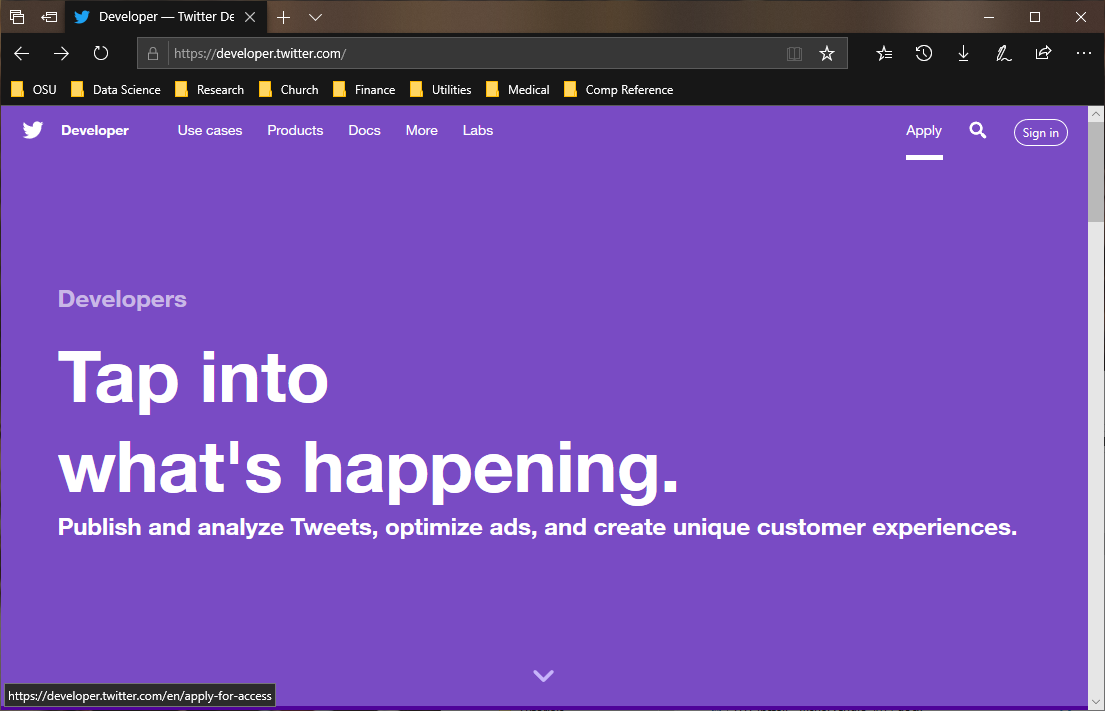 Developer — Twitter De
https://developer.twitter.com/
OSU Data Science Research Church Finance Utilities Medical Comp Reference
Developer Use cases Products Docs More Labs Apply Sign in
Developers
Tap into
what's happening.
Publish and analyze Tweets, optimize ads, and create unique customer experiences.
https://developer.twitter.com/en/apply-for-access